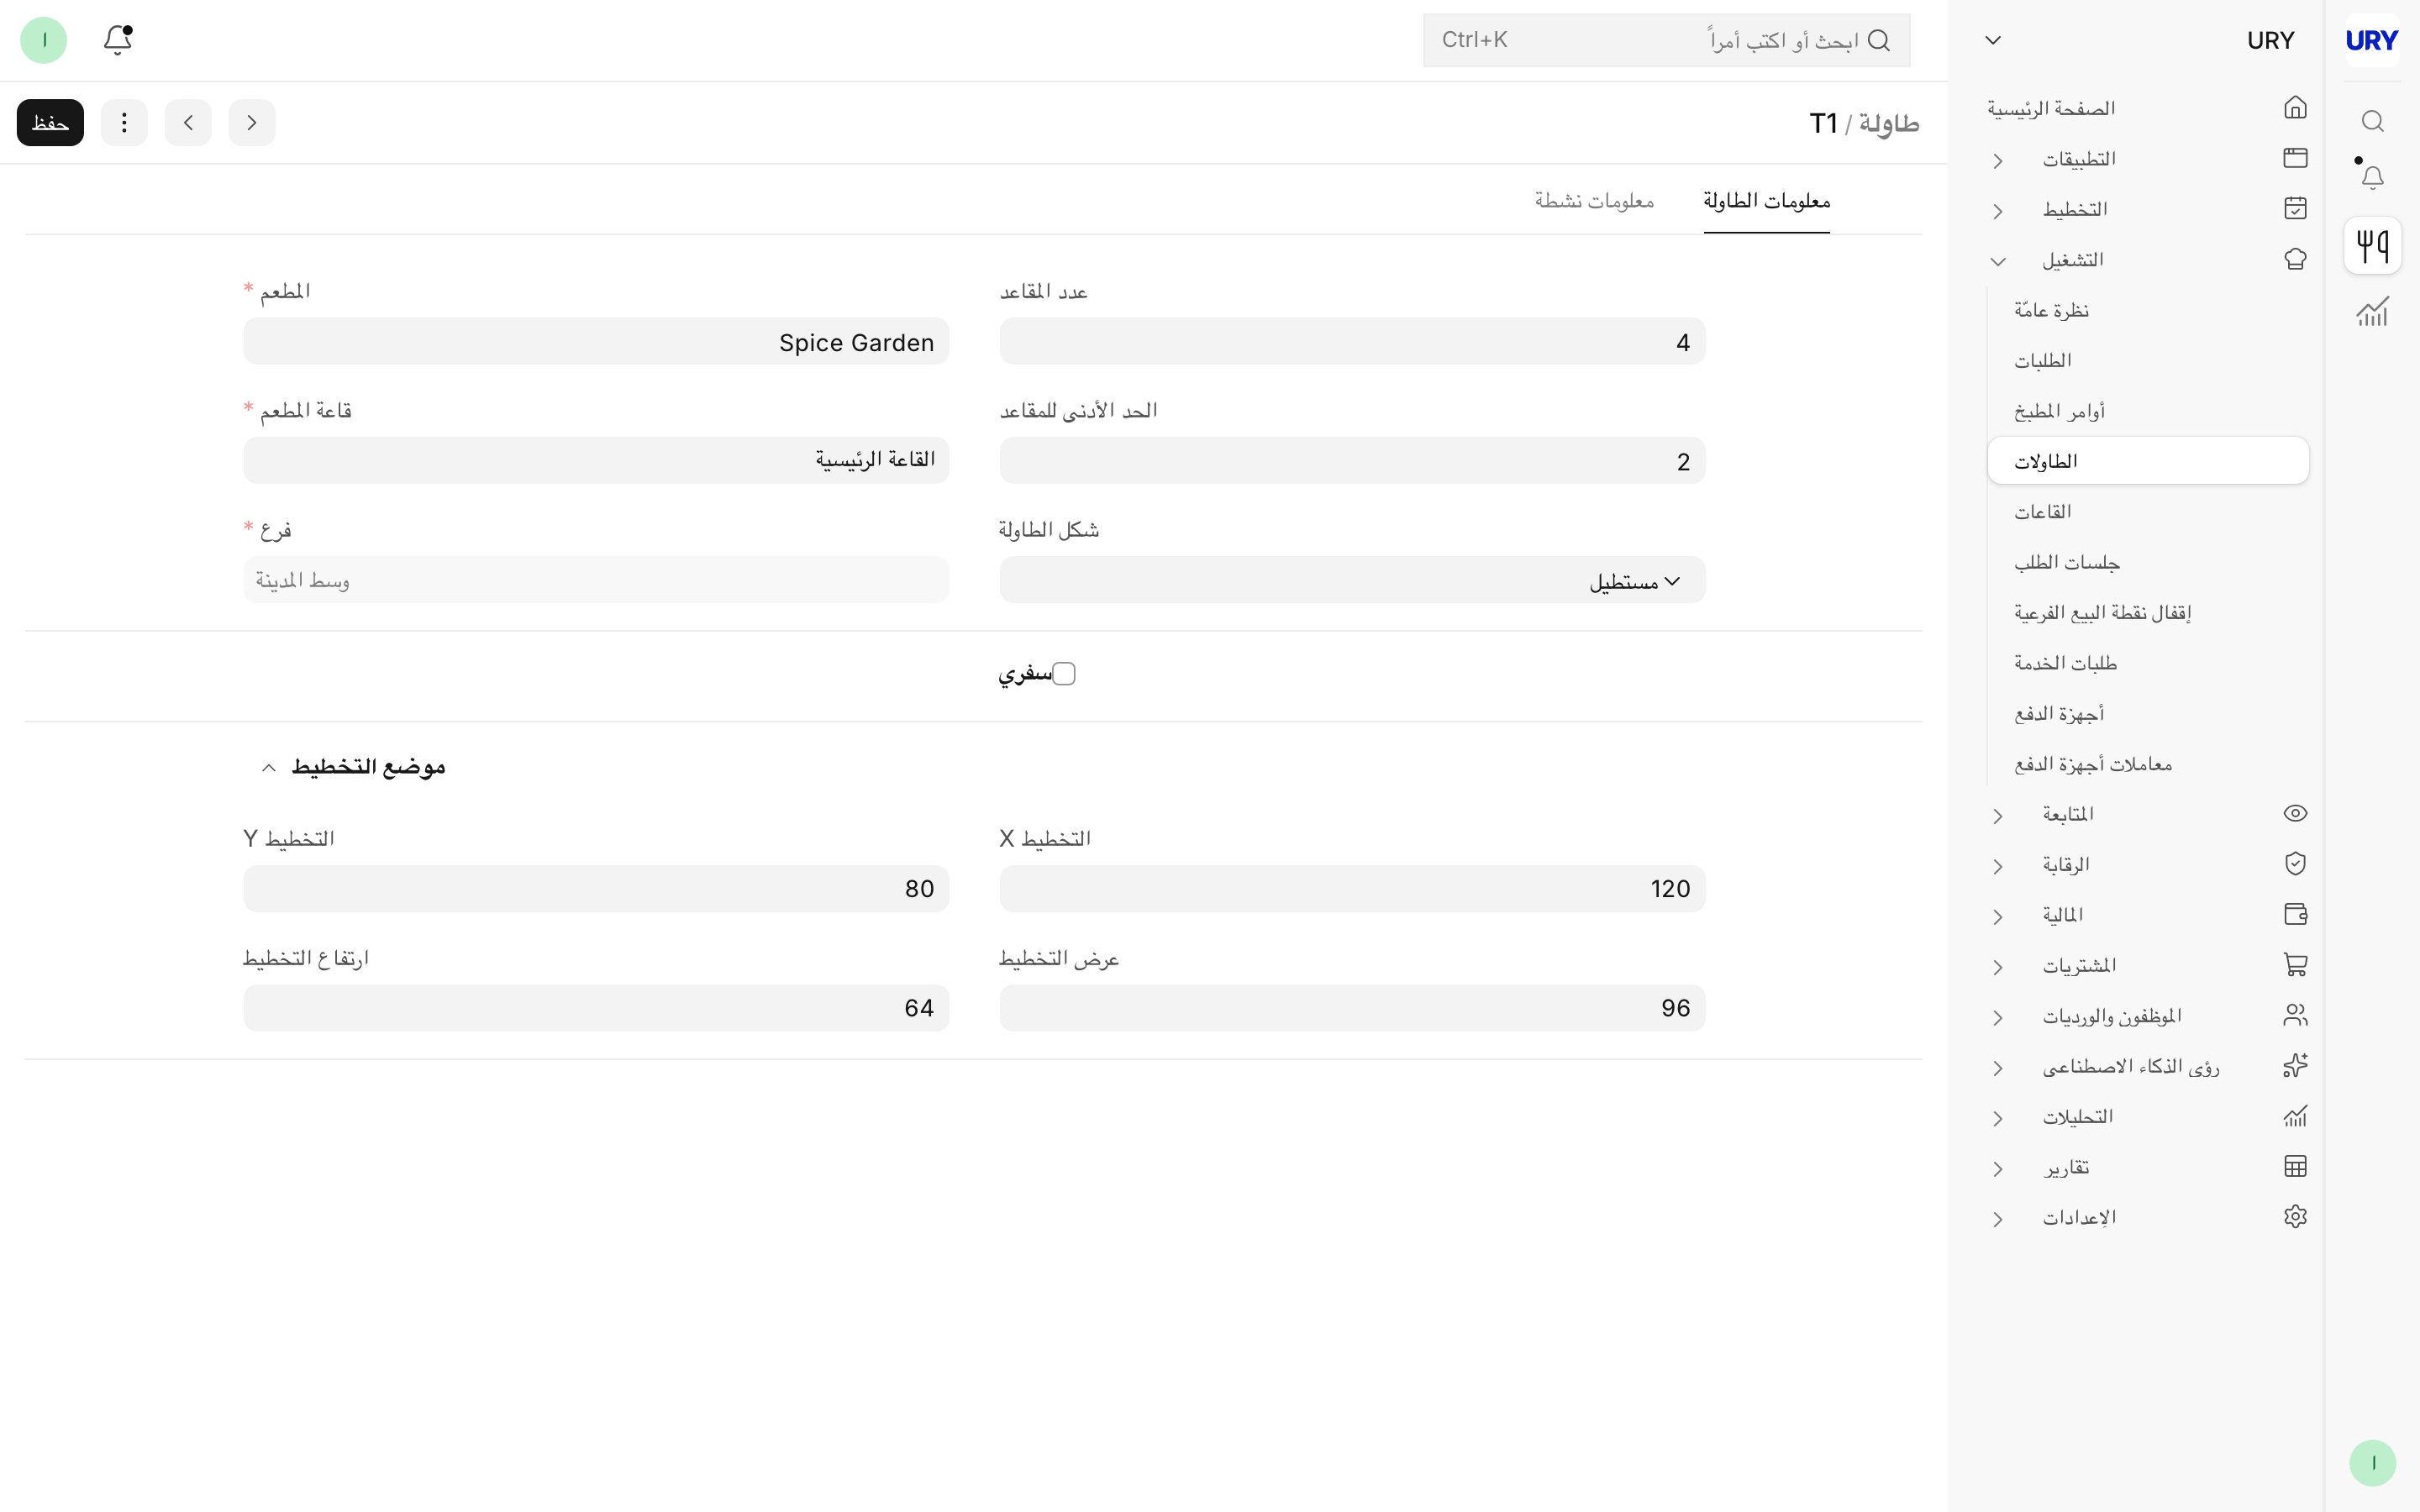 URY
URY
ابحث أو اكتب أمراً
Ctrl+K
ا
الصفحة الرئيسية
التطبيقات
التخطيط
التشغيل
نظرة عامّة
الطلبات
أوامر المطبخ
الطاولات
القاعات
جلسات الطلب
إقفال نقطة البيع الفرعية
طلبات الخدمة
أجهزة الدفع
معاملات أجهزة الدفع
المتابعة
الرقابة
المالية
المشتريات
الموظفون والورديات
رؤى الذكاء الاصطناعي
التحليلات
تقارير
الإعدادات
ا
طاولة / T1
حفظ
معلومات الطاولة
معلومات نشطة
عدد المقاعد
4
المطعم *
Spice Garden
الحد الأدنى للمقاعد
2
قاعة المطعم *
القاعة الرئيسية
شكل الطاولة
مستطيل
فرع *
وسط المدينة
سفري
موضع التخطيط
التخطيط X
120
التخطيط Y
80
عرض التخطيط
96
ارتفاع التخطيط
64